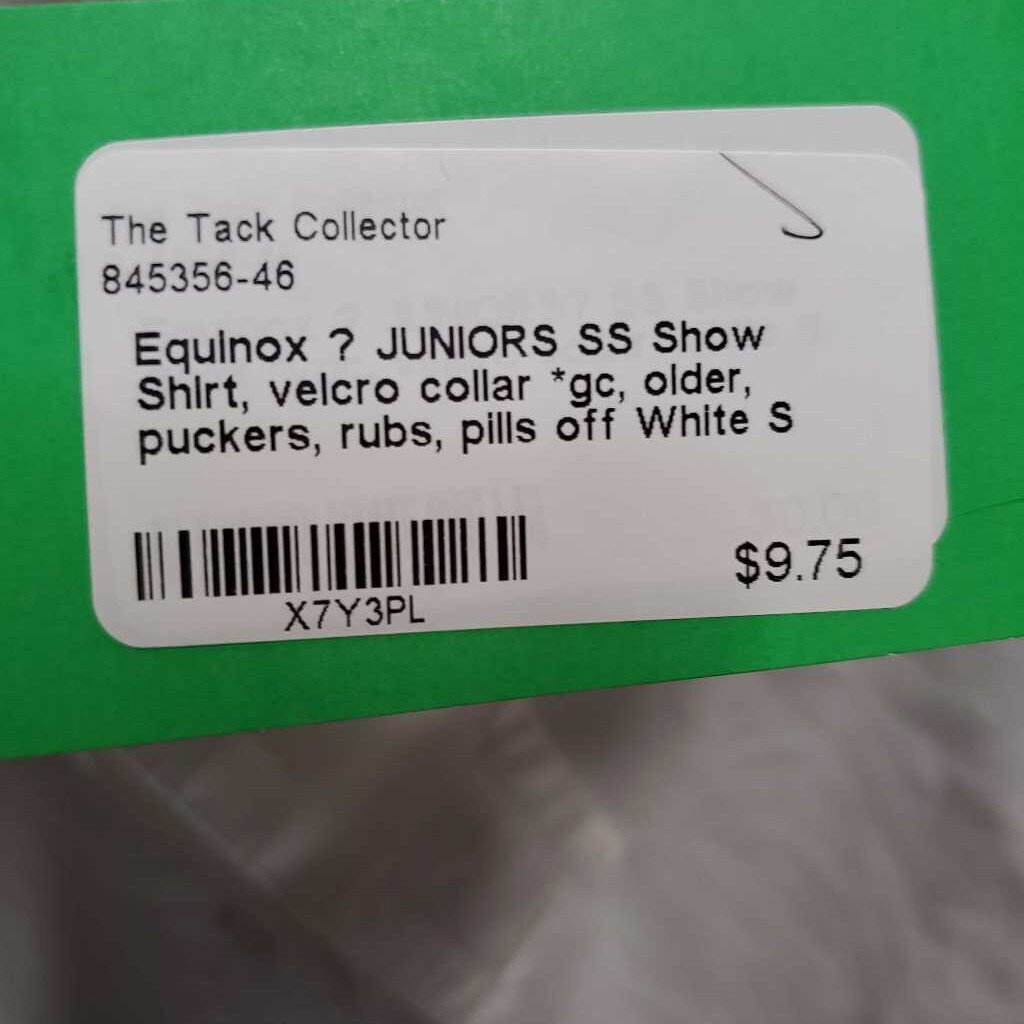 The Tack Collector
845356-46
Equinox ? JUNIORS SS Show
Shirt, velcro collar *gc, older,
puckers, rubs, pills off White S
$9.75
X7Y3PL